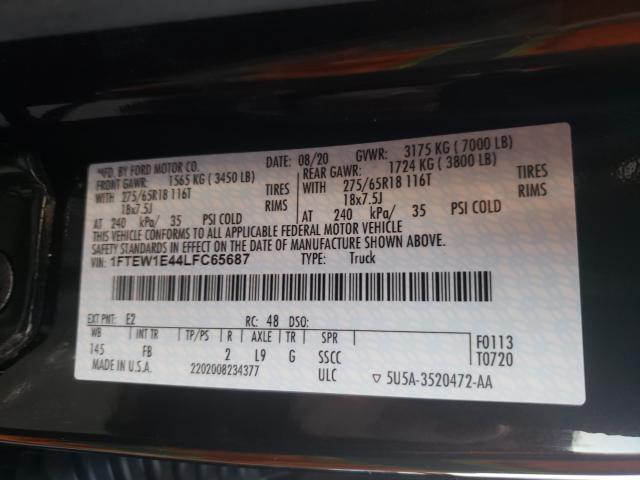 *MFD. BY FORD MOTOR CO. 08/20 GVWR: 3175 KG ( 7000 LB)
FRONT GAWR: 1565 KG ( 3450 LB) REAR GAWR: 1724 KG ( 3800 LB)
WITH 275/65R18 116T TIRES WITH 275/65R18 116T TIRES
18x7.5J RIMS 18x7.5J RIMS
AT 240 kPa/ 35 PSI COLD AT 240 kPa/ 35 PSI COLD
THIS VEHICLE CONFORMS TO ALL APPLICABLE FEDERAL MOTOR VEHICLE
SAFETY STANDARDS IN EFFECT ON THE DATE OF MANUFACTURE SHOWN ABOVE.
VIN: 1FTEW1E44LFC65687 TYPE: Truck
EXT PNT: E2 RC: 48 DSO:
WB INT TR TP/PS R AXLE TR SPR F0113
145 FB 2 L9 G SSCC T0720
MADE IN U.S.A. 2202008234377 ULC ▽ 5U5A-3520472-AA